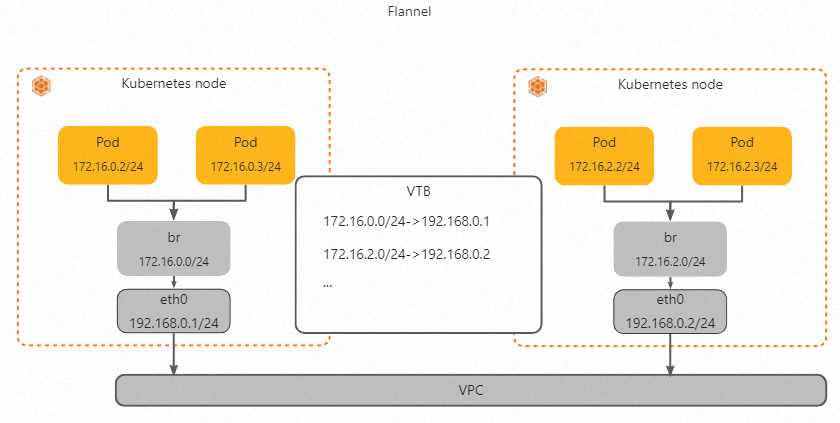 Flannel
Kubernetes node
Pod
172.16.0.2/24
Pod
172.16.0.3/24
br
172.16.0.0/24
eth0
192.168.0.1/24
VTB
172.16.0.0/24->192.168.0.1
172.16.2.0/24->192.168.0.2
...
Kubernetes node
Pod
172.16.2.2/24
Pod
172.16.2.3/24
br
172.16.2.0/24
eth0
192.168.0.2/24
VPC